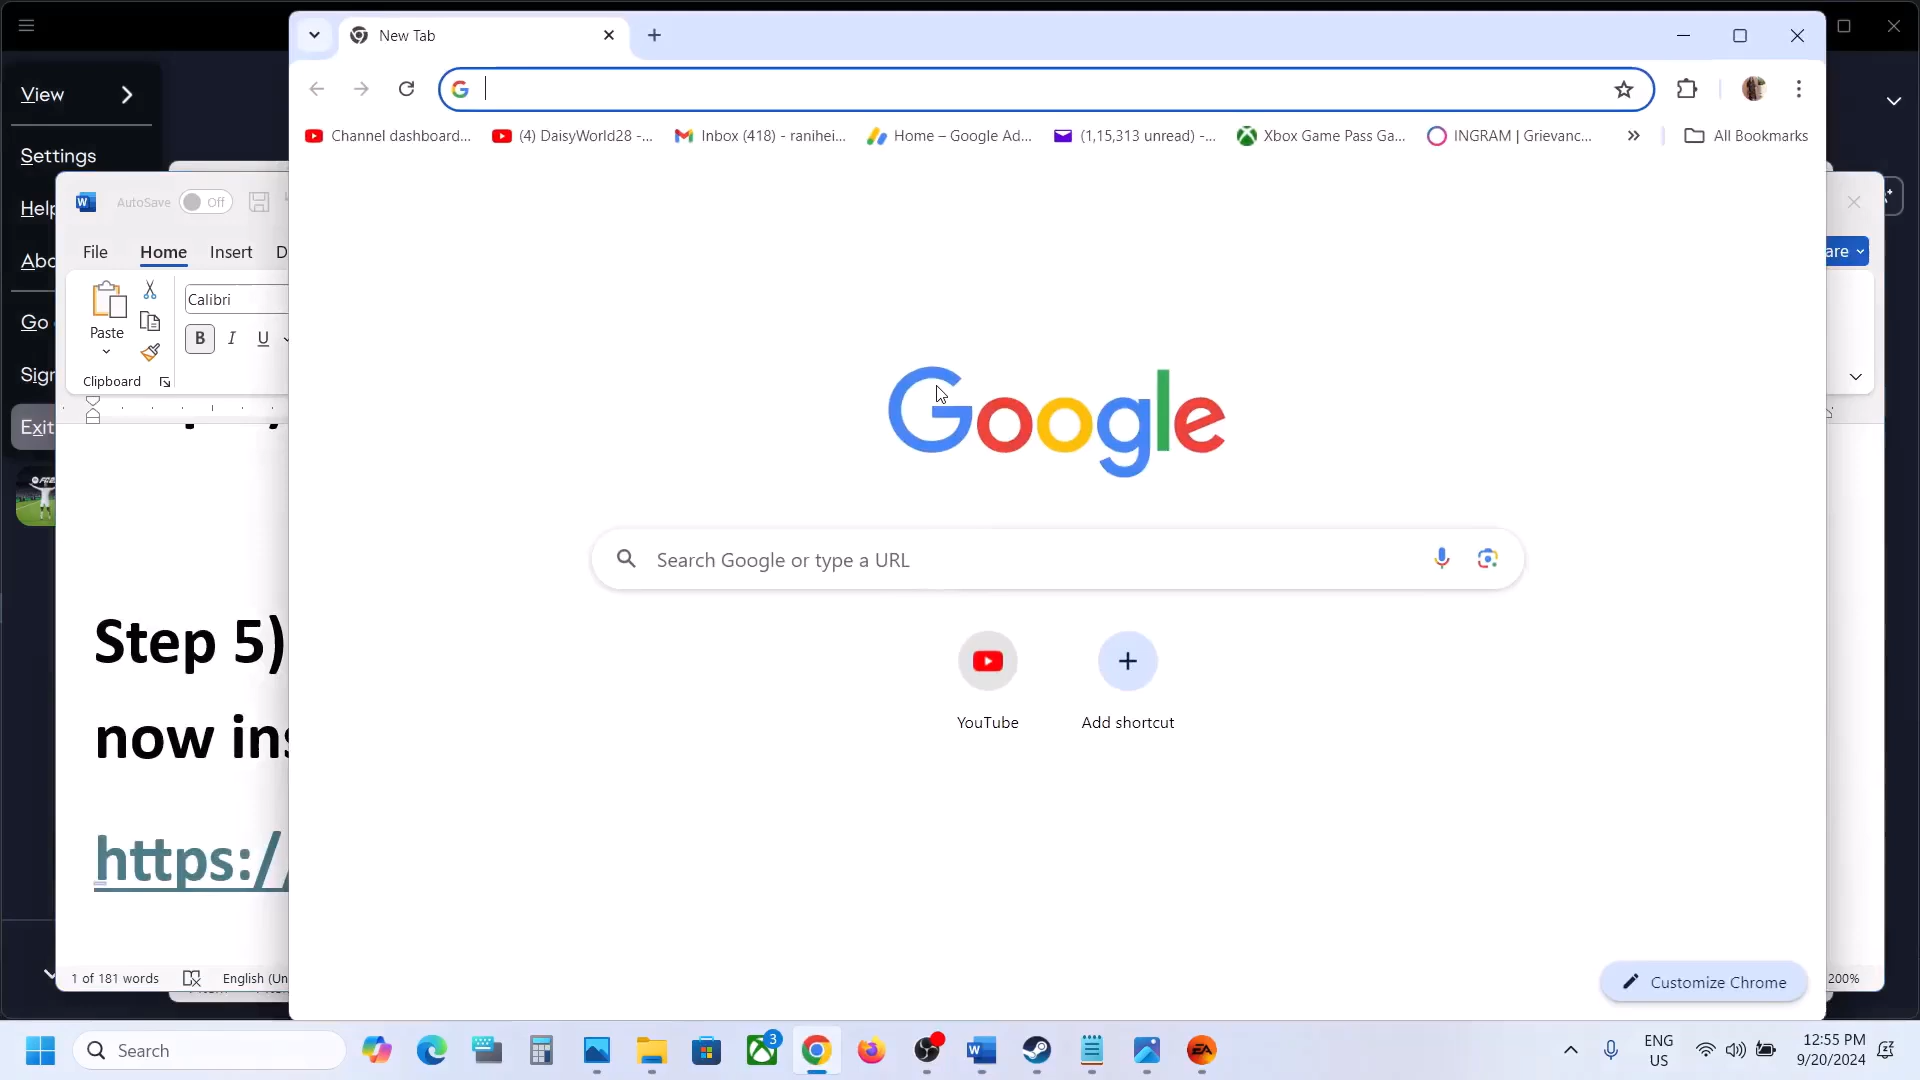 New Tab
View
Channel dashboard...
(4) DaisyWorld28 -...
Inbox (418) - ranihei...
Home – Google Ad...
(1,15,313 unread) -...
Xbox Game Pass Ga...
INGRAM | Grievanc...
All Bookmarks
Settings
Help
AutoSave
Off
File
Home
Insert
D
are
Abo
Calibri
Go
Paste
B I U
Sign
Clipboard
Exit
Google
Search Google or type a URL
YouTube
Add shortcut
Step 5)
now ins
https:/
1 of 181 words
English (Un
Customize Chrome
200%
Search
3
ENG
US
12:55 PM
9/20/2024